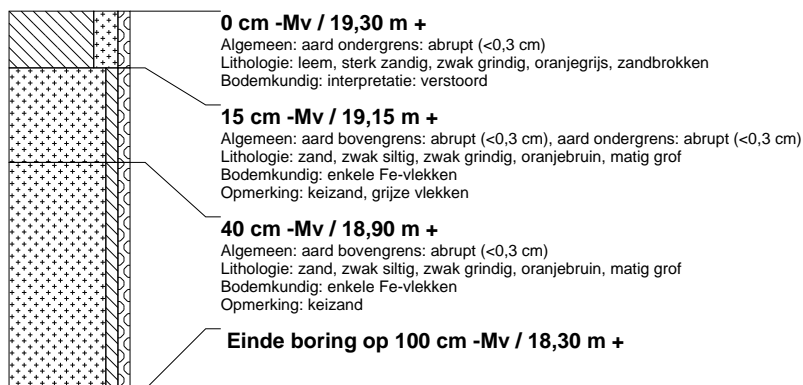 0 cm -Mv / 19,30 m +
Algemeen: aard ondergrens: abrupt (<0,3 cm)
Lithologie: leem, sterk zandig, zwak grindig, oranjegrijs, zandbrokken
Bodemkundig: interpretatie: verstoord
15 cm -Mv / 19,15 m +
Algemeen: aard bovengrens: abrupt (<0,3 cm), aard ondergrens: abrupt (<0,3 cm)
Lithologie: zand, zwak siltig, zwak grindig, oranjebruin, matig grof
Bodemkundig: enkele Fe-vlekken
Opmerking: keizand, grijze vlekken
40 cm -Mv / 18,90 m +
Algemeen: aard bovengrens: abrupt (<0,3 cm)
Lithologie: zand, zwak siltig, zwak grindig, oranjebruin, matig grof
Bodemkundig: enkele Fe-vlekken
Opmerking: keizand
Einde boring op 100 cm -Mv / 18,30 m +